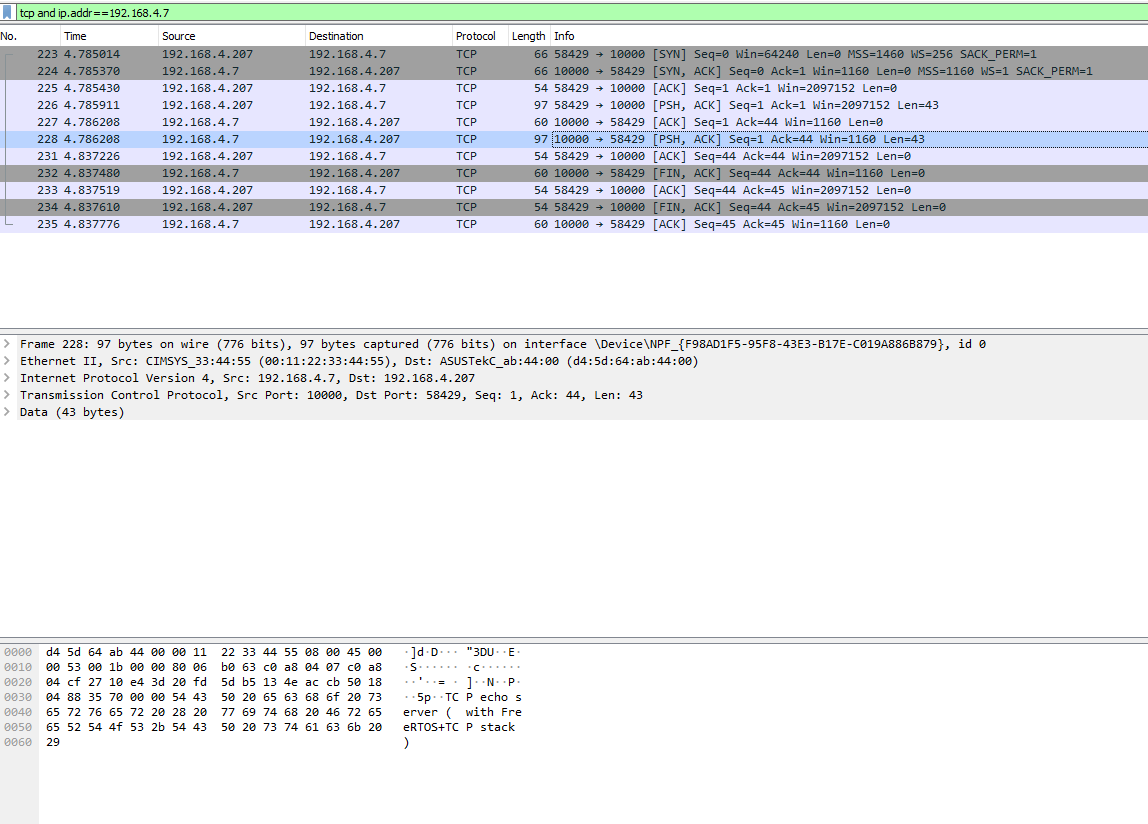 tcp and ip.addr==192.168.4.7
No. Time Source Destination Protocol Length Info
223 4.785014 192.168.4.207 192.168.4.7 TCP 66 58429 → 10000 [SYN] Seq=0 Win=64240 Len=0 MSS=1460 WS=256 SACK_PERM=1
224 4.785370 192.168.4.7 192.168.4.207 TCP 66 10000 → 58429 [SYN, ACK] Seq=0 Ack=1 Win=1160 Len=0 MSS=1160 WS=1 SACK_PERM=1
225 4.785430 192.168.4.207 192.168.4.7 TCP 54 58429 → 10000 [ACK] Seq=1 Ack=1 Win=2097152 Len=0
226 4.785911 192.168.4.207 192.168.4.7 TCP 97 58429 → 10000 [PSH, ACK] Seq=1 Ack=1 Win=2097152 Len=43
227 4.786208 192.168.4.7 192.168.4.207 TCP 60 10000 → 58429 [ACK] Seq=1 Ack=44 Win=1160 Len=0
228 4.786208 192.168.4.7 192.168.4.207 TCP 97 10000 → 58429 [PSH, ACK] Seq=1 Ack=44 Win=1160 Len=43
231 4.837226 192.168.4.207 192.168.4.7 TCP 54 58429 → 10000 [ACK] Seq=44 Ack=44 Win=2097152 Len=0
232 4.837480 192.168.4.7 192.168.4.207 TCP 60 10000 → 58429 [FIN, ACK] Seq=44 Ack=44 Win=1160 Len=0
233 4.837519 192.168.4.207 192.168.4.7 TCP 54 58429 → 10000 [ACK] Seq=44 Ack=45 Win=2097152 Len=0
234 4.837610 192.168.4.207 192.168.4.7 TCP 54 58429 → 10000 [FIN, ACK] Seq=44 Ack=45 Win=2097152 Len=0
235 4.837776 192.168.4.7 192.168.4.207 TCP 60 10000 → 58429 [ACK] Seq=45 Ack=45 Win=1160 Len=0
Frame 228: 97 bytes on wire (776 bits), 97 bytes captured (776 bits) on interface \Device\NPF_{F98AD1F5-95F8-43E3-B17E-C019A886B879}, id 0
Ethernet II, Src: CIMSYS_33:44:55 (00:11:22:33:44:55), Dst: ASUSTekC_ab:44:00 (d4:5d:64:ab:44:00)
Internet Protocol Version 4, Src: 192.168.4.7, Dst: 192.168.4.207
Transmission Control Protocol, Src Port: 10000, Dst Port: 58429, Seq: 1, Ack: 44, Len: 43
Data (43 bytes)
0000 d4 5d 64 ab 44 00 00 11 22 33 44 55 08 00 45 00 ·]d·D··· "3DU··E·
0010 00 53 00 1b 00 00 80 06 b0 63 c0 a8 04 07 c0 a8 ·S······ ·c······
0020 04 cf 27 10 e4 3d 20 fd 5d b5 13 4e ac cb 50 18 ··'··= · ]··N··P·
0030 04 88 35 70 00 00 54 43 50 20 65 63 68 6f 20 73 ··5p··TC P echo s
0040 65 72 76 65 72 20 28 20 77 69 74 68 20 46 72 65 erver ( with Fre
0050 65 52 54 4f 53 2b 54 43 50 20 73 74 61 63 6b 20 eRTOS+TC P stack
0060 29 )